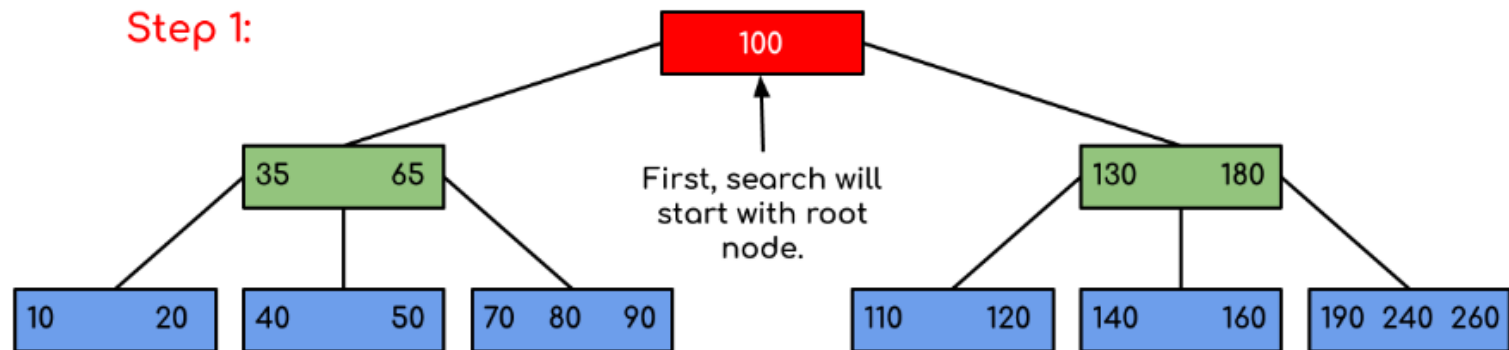 Step 1:
100
35 65
130 180
First, search will
start with root
node.
10 20
40 50
70 80 90
110 120
140 160
190 240 260